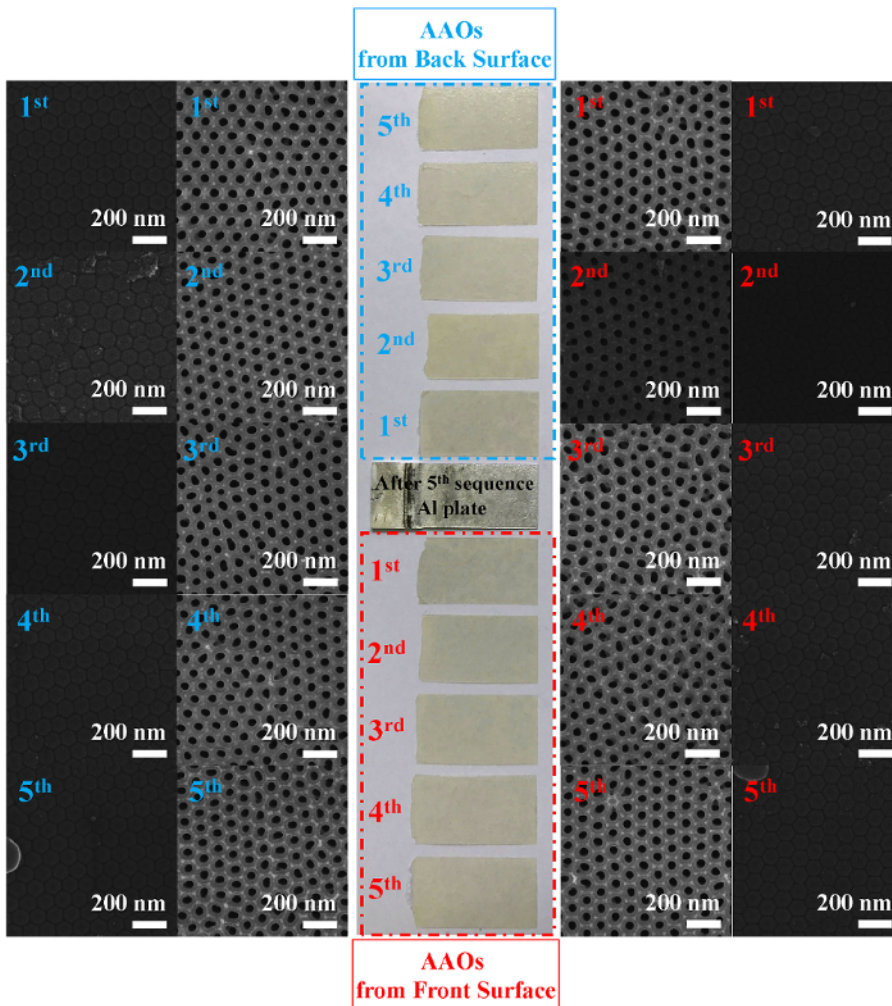 AAOs
from Back Surface
1st
1st
5th
1st
1st
200 nm
200 nm
4th
200 nm
200 nm
2nd
2nd
3rd
2nd
2nd
200 nm
200 nm
2nd
200 nm
200 nm
3rd
3rd
1st
3rd
3rd
200 nm
200 nm
After 5th sequence
Al plate
200 nm
200 nm
4th
4th
1st
4th
4th
200 nm
200 nm
2nd
200 nm
200 nm
5th
5th
3rd
5th
5th
200 nm
200 nm
4th
200 nm
200 nm
5th
AAOs
from Front Surface